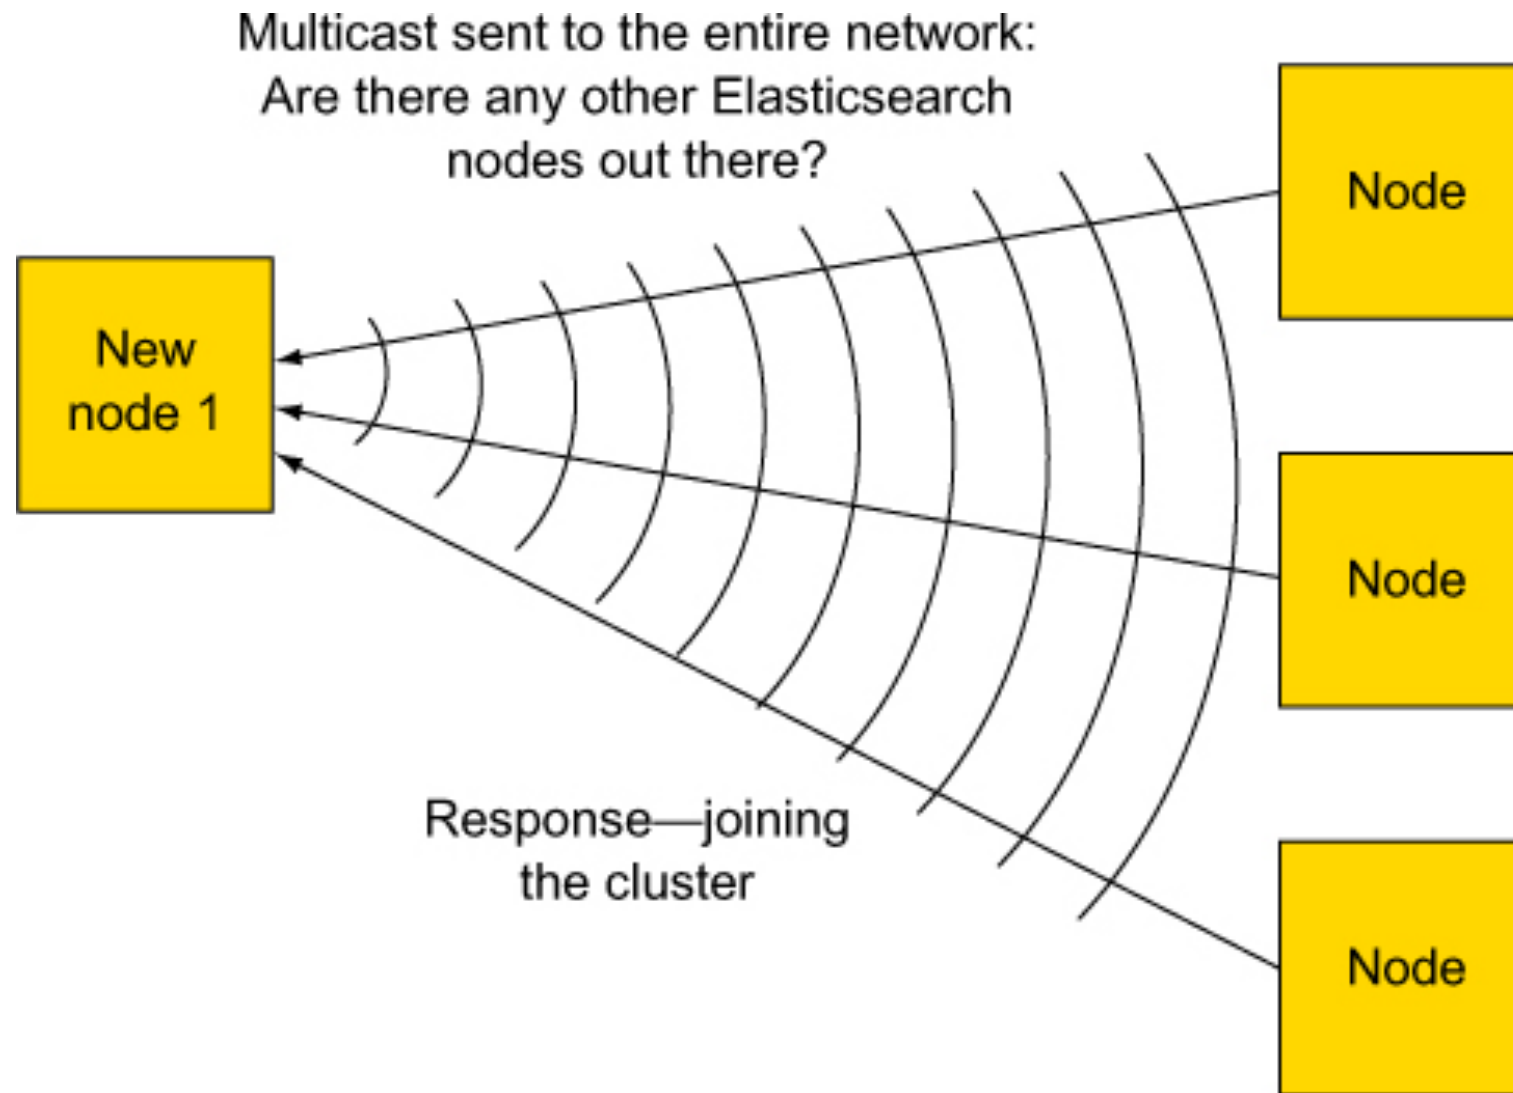 Multicast sent to the entire network:
Are there any other Elasticsearch
nodes out there?
Node
New
node 1
Node
Response—joining
the cluster
Node